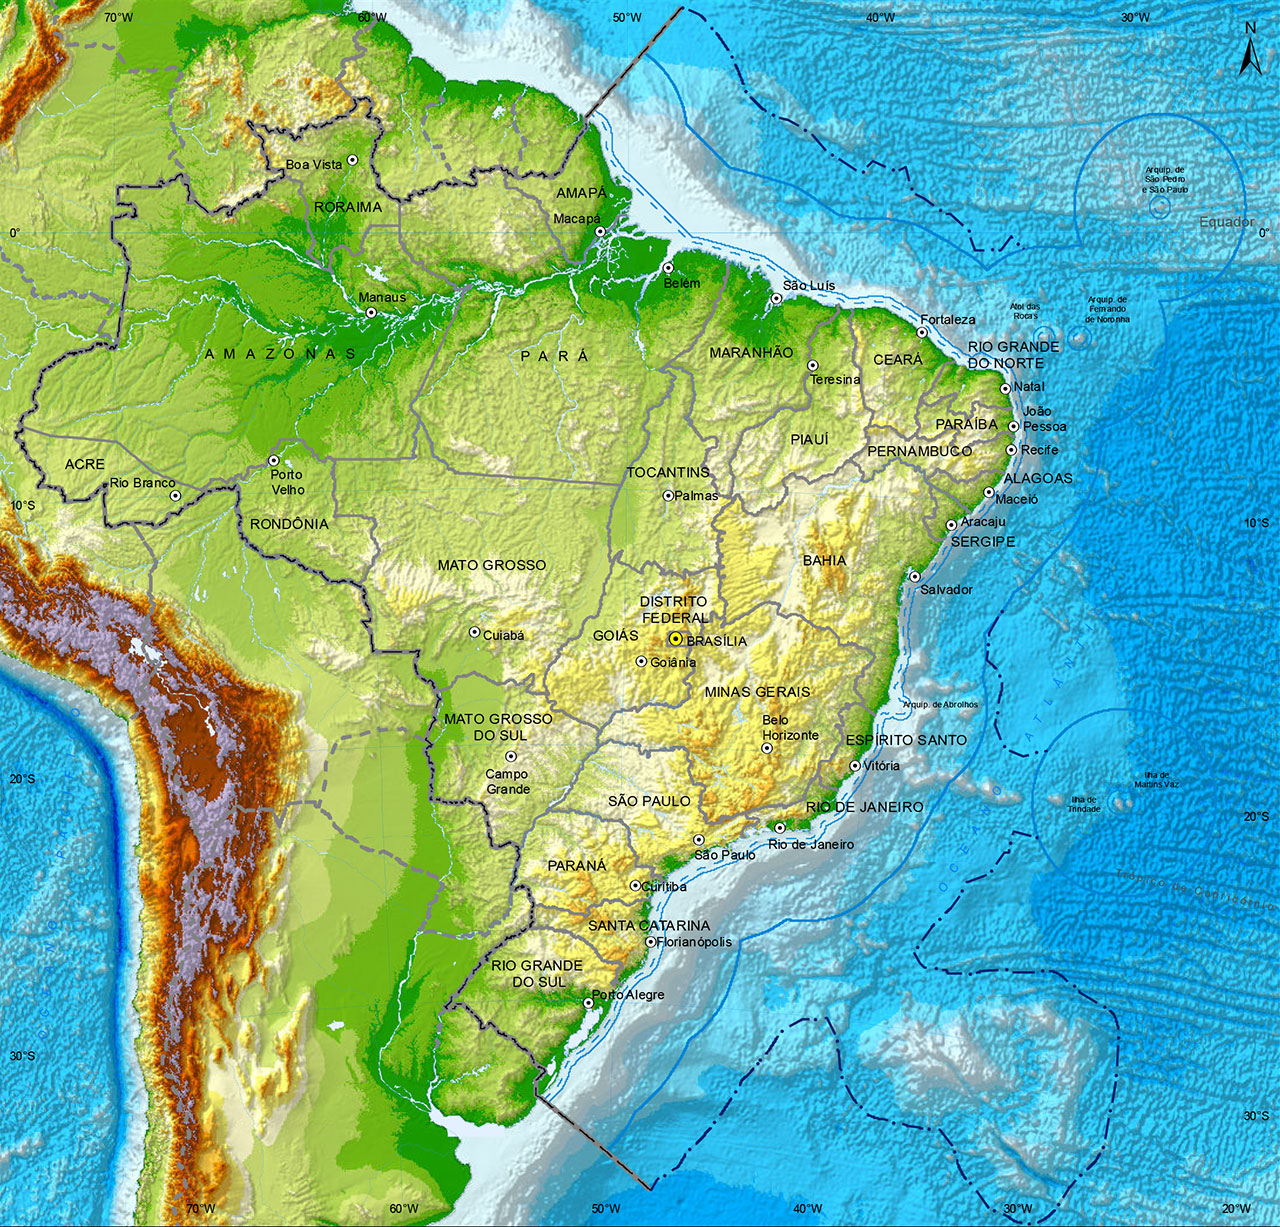 70°W
60°W
50°W
40°W
30°W
N
Boa Vista
RORAIMA
AMAPÁ
Macapá
Arquip. de
São Pedro
e São Paulo
Equador
0°
0°
Belém
São Luís
Manaus
Fortaleza
Atol das
Rocas
Arquip. de
Fernando
de Noronha
AMAZONAS
PARÁ
MARANHÃO
CEARÁ
RIO GRANDE
DO NORTE
Teresina
Natal
João
Pessoa
PARAÍBA
PIAUÍ
PERNAMBUCO
Recife
ACRE
Rio Branco
Porto
Velho
TOCANTINS
Palmas
ALAGOAS
Maceió
10°S
10°S
RONDÔNIA
Aracaju
SERGIPE
MATO GROSSO
BAHIA
Salvador
DISTRITO
FEDERAL
Cuiabá
GOIÁS
BRASÍLIA
Goiânia
MINAS GERAIS
Arquip. de Abrolhos
MATO GROSSO
DO SUL
Belo
Horizonte
ESPÍRITO SANTO
Vitória
Campo
Grande
20°S
20°S
Ilha de
Martins Vaz
Ilha de
Trindade
SÃO PAULO
RIO DE JANEIRO
São Paulo
Rio de Janeiro
PARANÁ
Curitiba
Trópico de Capricórnio
SANTA CATARINA
Florianópolis
RIO GRANDE
DO SUL
Porto Alegre
30°S
30°S
70°W
60°W
50°W
40°W
30°W
20°W